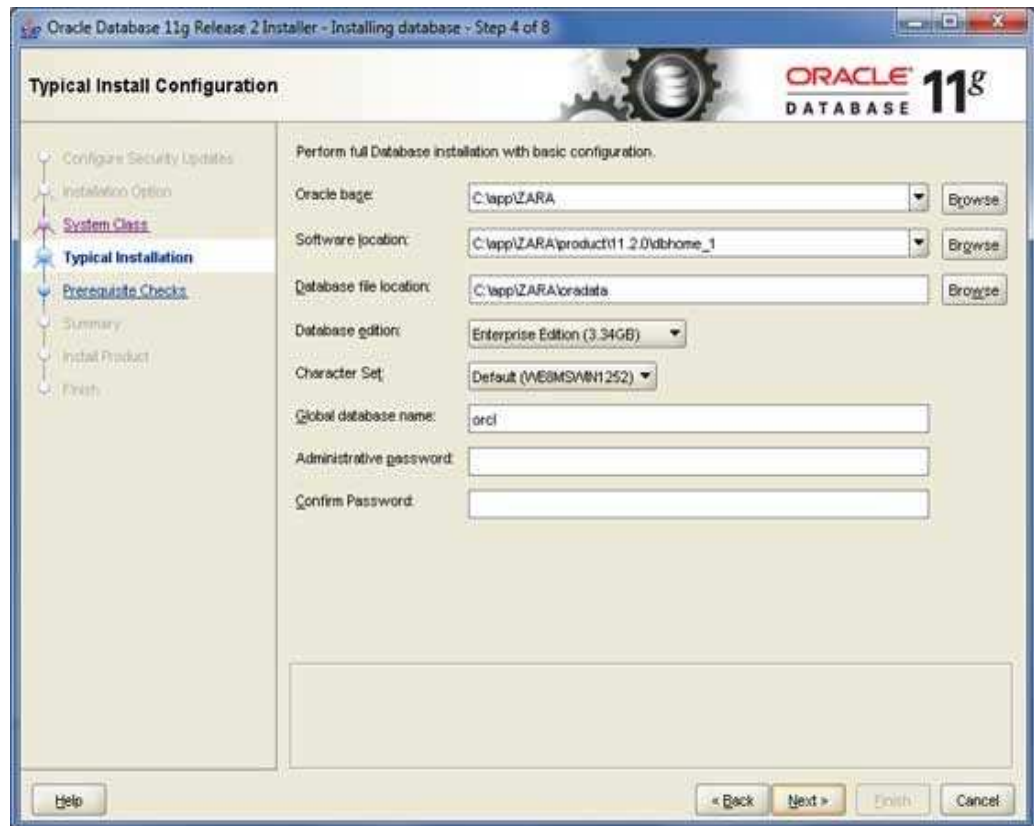 Oracle Database 11g Release 2 Installer - Installing database - Step 4 of 8
Typical Install Configuration
ORACLE DATABASE 11g
Configure Security Updates
Installation Option
System Class
Typical Installation
Prerequisite Checks
Summary
Install Product
Finish
Perform full Database installation with basic configuration.
Oracle base: C:\app\ZARA Browse
Software location: C:\app\ZARA\product\11.2.0\dbhome_1 Browse
Database file location: C:\app\ZARA\oradata Browse
Database edition: Enterprise Edition (3.34GB)
Character Set: Default (WE8MSWIN1252)
Global database name: orcl
Administrative password:
Confirm Password:
Help
< Back
Next >
Finish
Cancel